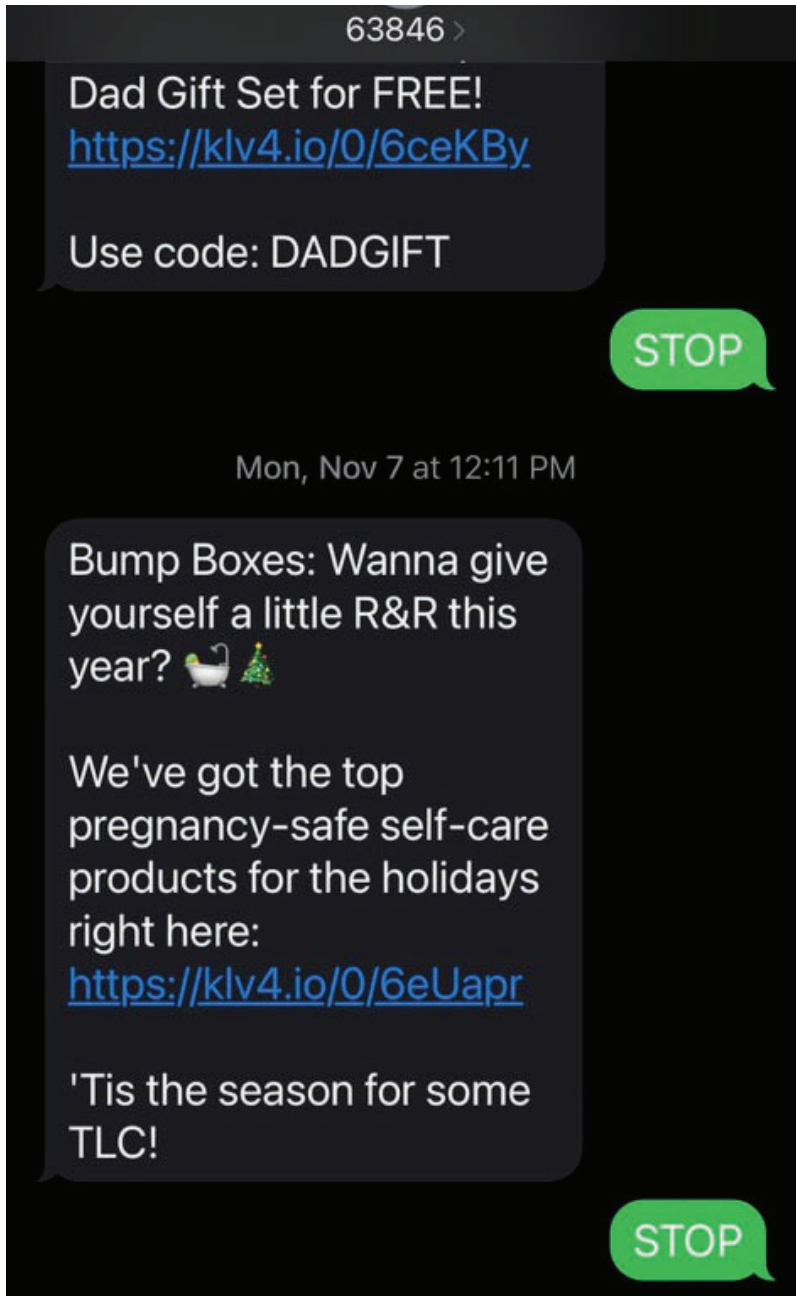 63846 >
Dad Gift Set for FREE!
https://klv4.io/0/6ceKBy
Use code: DADGIFT
STOP
Mon, Nov 7 at 12:11 PM
Bump Boxes: Wanna give
yourself a little R&R this
year? 🛀🎄
We've got the top
pregnancy-safe self-care
products for the holidays
right here:
https://klv4.io/0/6eUapr
'Tis the season for some
TLC!
STOP